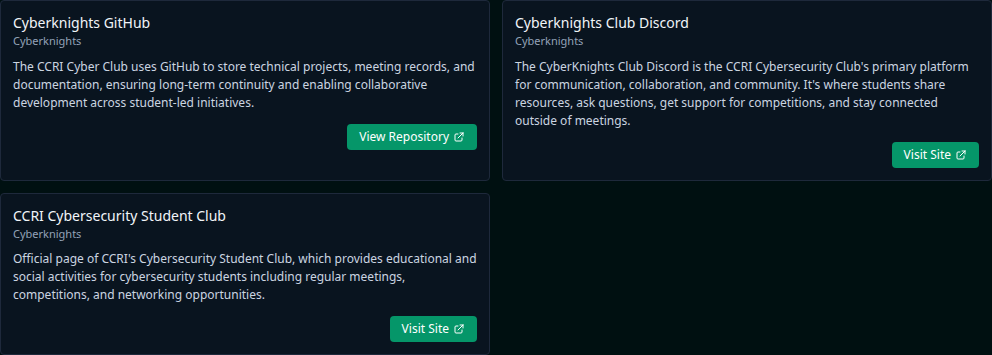 Cyberknights GitHub
Cyberknights
The CCRI Cyber Club uses GitHub to store technical projects, meeting records, and
documentation, ensuring long-term continuity and enabling collaborative
development across student-led initiatives.
View Repository
Cyberknights Club Discord
Cyberknights
The CyberKnights Club Discord is the CCRI Cybersecurity Club's primary platform
for communication, collaboration, and community. It's where students share
resources, ask questions, get support for competitions, and stay connected
outside of meetings.
Visit Site
CCRI Cybersecurity Student Club
Cyberknights
Official page of CCRI's Cybersecurity Student Club, which provides educational and
social activities for cybersecurity students including regular meetings,
competitions, and networking opportunities.
Visit Site